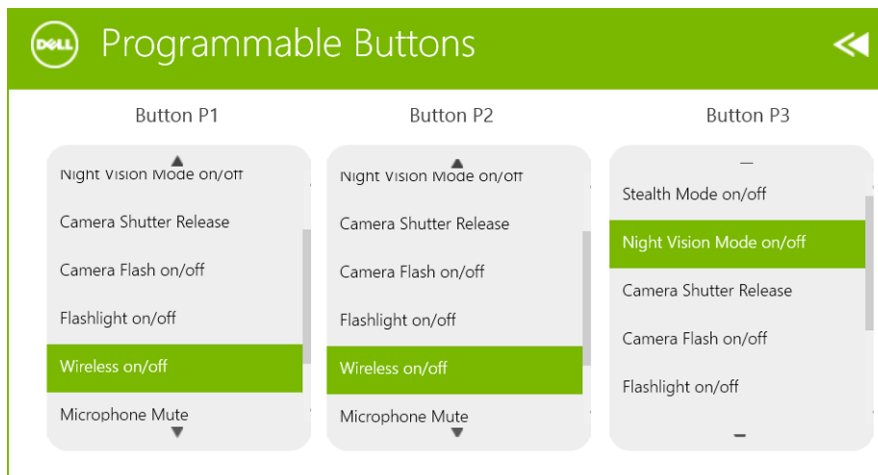 DELL
Programmable Buttons
Button P1
Night Vision Mode on/off
Camera Shutter Release
Camera Flash on/off
Flashlight on/off
Wireless on/off
Microphone Mute
Button P2
Night Vision Mode on/off
Camera Shutter Release
Camera Flash on/off
Flashlight on/off
Wireless on/off
Microphone Mute
Button P3
Stealth Mode on/off
Night Vision Mode on/off
Camera Shutter Release
Camera Flash on/off
Flashlight on/off